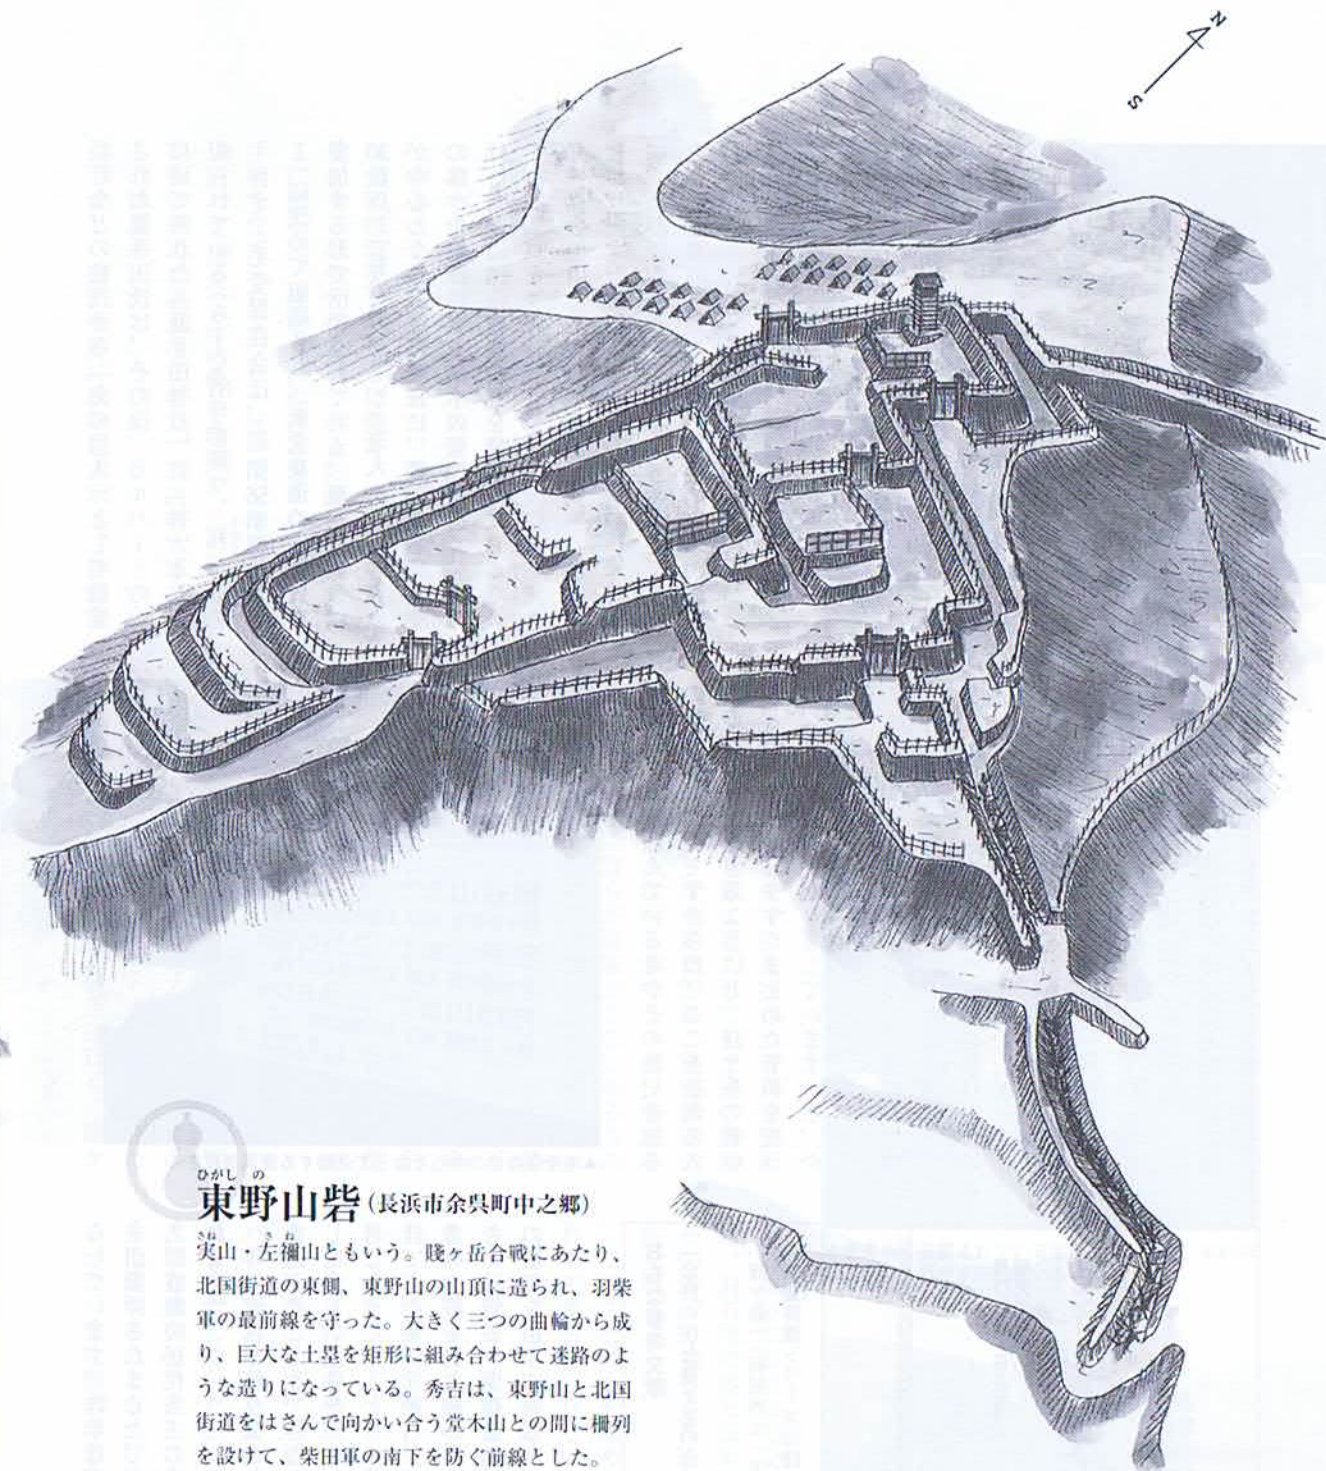 N
S
ひがし の
東野山砦(長浜市余呉町中之郷)
さね さ ね
実山・左禰山ともいう。賤ヶ岳合戦にあたり、
北国街道の東側、東野山の山頂に造られ、羽柴
軍の最前線を守った。大きく三つの曲輪から成
り、巨大な土塁を矩形に組み合わせて迷路のよ
うな造りになっている。秀吉は、東野山と北国
街道をはさんで向かい合う堂木山との間に柵列
を設けて、柴田軍の南下を防ぐ前線とした。